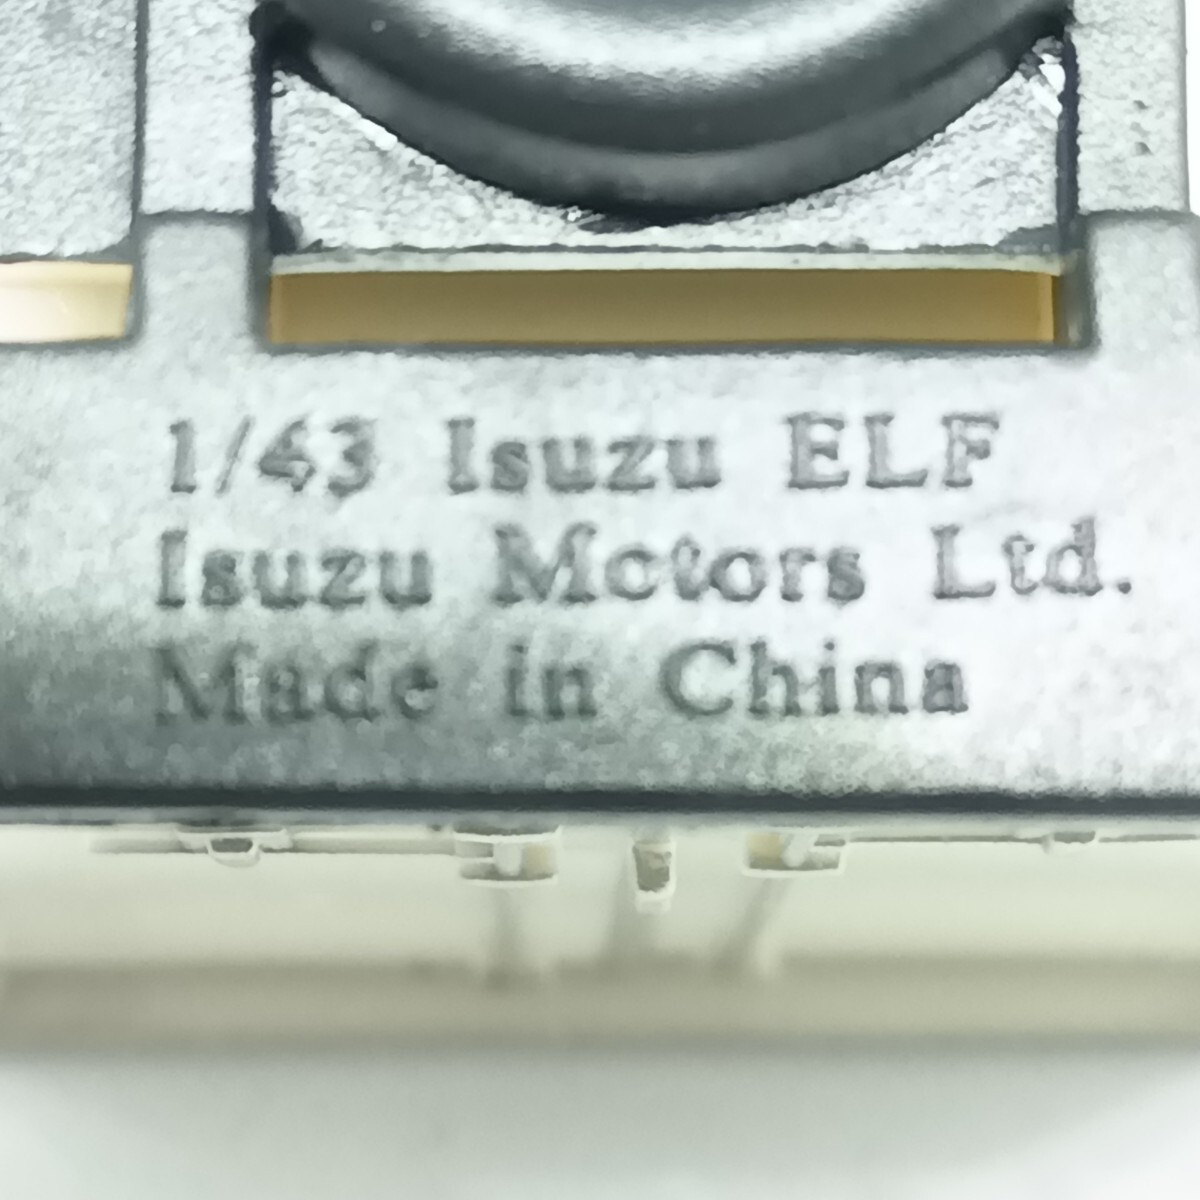 1/43 Isuzu ELF
Isuzu Motors Ltd.
Made in China